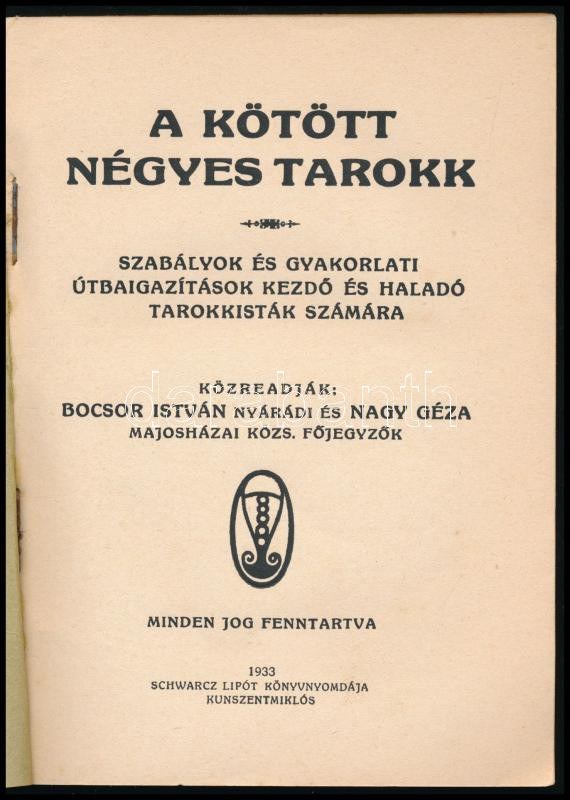 A KÖTÖTT
NÉGYES TAROKK
SZABÁLYOK ÉS GYAKORLATI
ÚTBAIGAZÍTÁSOK KEZDŐ ÉS HALADÓ
TAROKKISTÁK SZÁMÁRA
KÖZREADJÁK:
BOCSOR ISTVÁN NYÁRÁDI ÉS NAGY GÉZA
MAJOSHÁZAI KÖZS. FŐJEGYZŐK
darabanth
MINDEN JOG FENNTARTVA
1933
SCHWARCZ LIPÓT KÖNYVNYOMDÁJA
KUNSZENTMIKLÓS